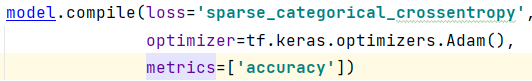 model.compile(loss='sparse_categorical_crossentropy',
optimizer=tf.keras.optimizers.Adam(),
metrics=['accuracy'])